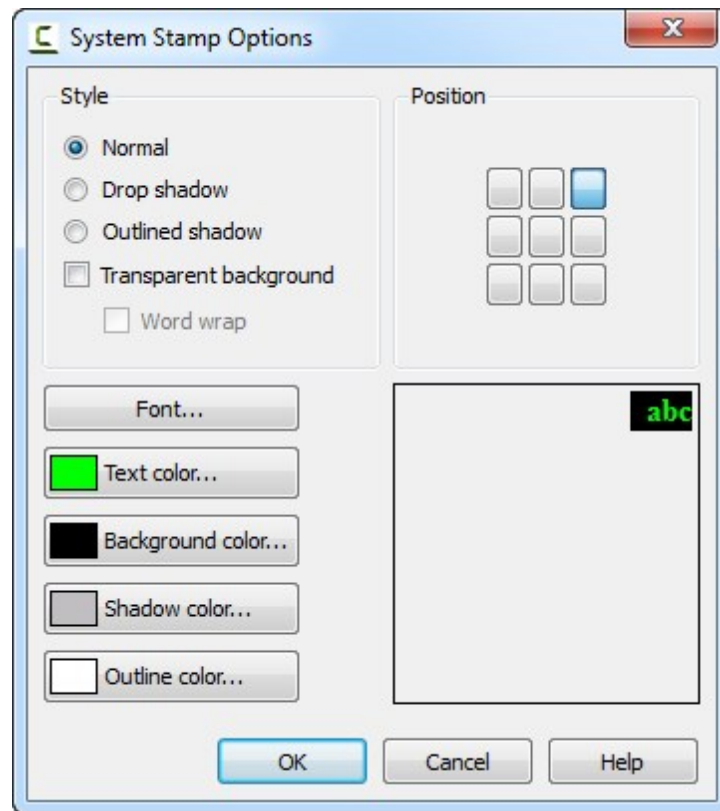 System Stamp Options
Style
Normal
Drop shadow
Outlined shadow
Transparent background
Word wrap
Position
Font...
Text color...
Background color...
Shadow color...
Outline color...
abc
OK
Cancel
Help